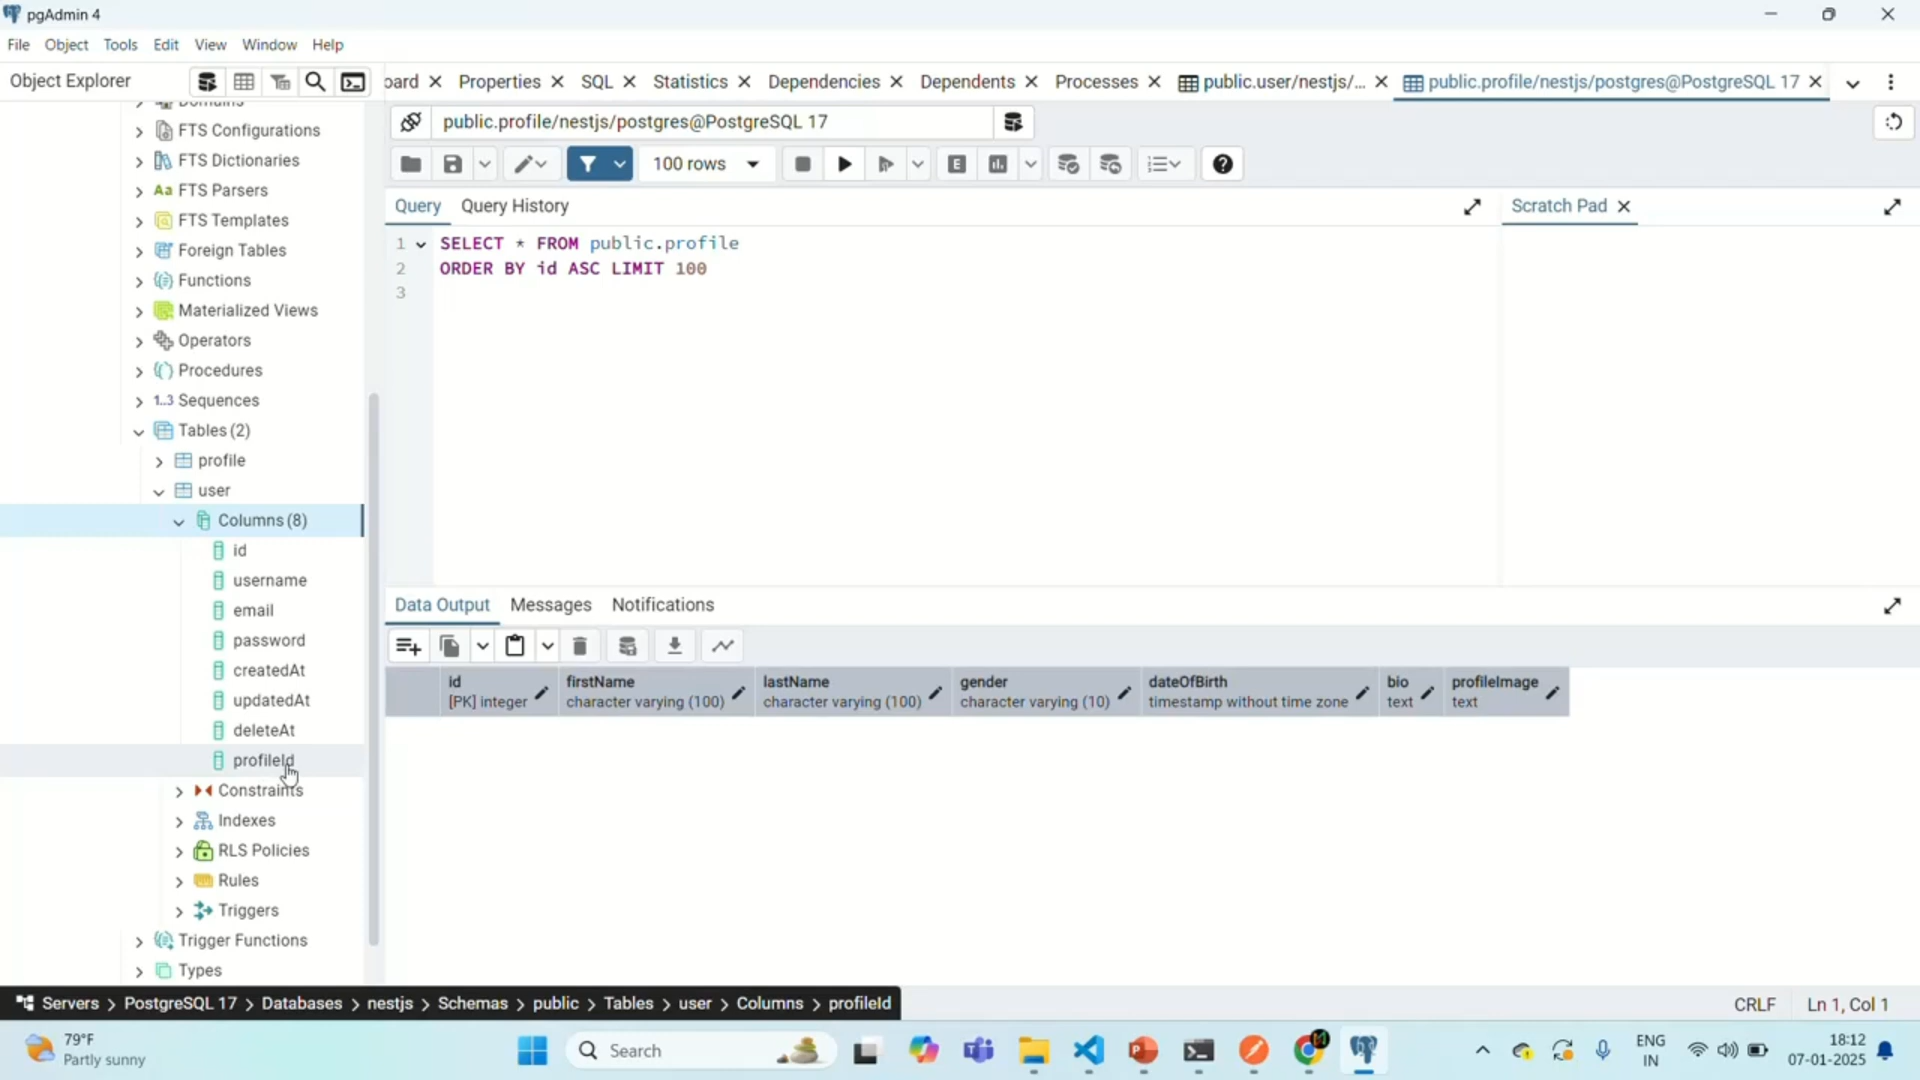 pgAdmin 4
File Object Tools Edit View Window Help
Object Explorer
oard Properties SQL Statistics Dependencies Dependents Processes public.user/nestjs/... public.profile/nestjs/postgres@PostgreSQL 17
Domains
FTS Configurations
FTS Dictionaries
Aa FTS Parsers
FTS Templates
Foreign Tables
Functions
Materialized Views
Operators
Procedures
1..3 Sequences
Tables (2)
profile
user
Columns (8)
id
username
email
password
createdAt
updatedAt
deleteAt
profileId
Constraints
Indexes
RLS Policies
Rules
Triggers
Trigger Functions
Types
public.profile/nestjs/postgres@PostgreSQL 17
100 rows
E
Query Query History
Scratch Pad
1 SELECT * FROM public.profile
2 ORDER BY id ASC LIMIT 100
3
Data Output Messages Notifications
id firstName lastName gender dateOfBirth bio profileImage
[PK] integer character varying (100) character varying (100) character varying (10) timestamp without time zone text text
Servers > PostgreSQL 17 > Databases > nestjs > Schemas > public > Tables > user > Columns > profileId
CRLF Ln 1, Col 1
79°F
Partly sunny
Search
ENG
IN
18:12
07-01-2025